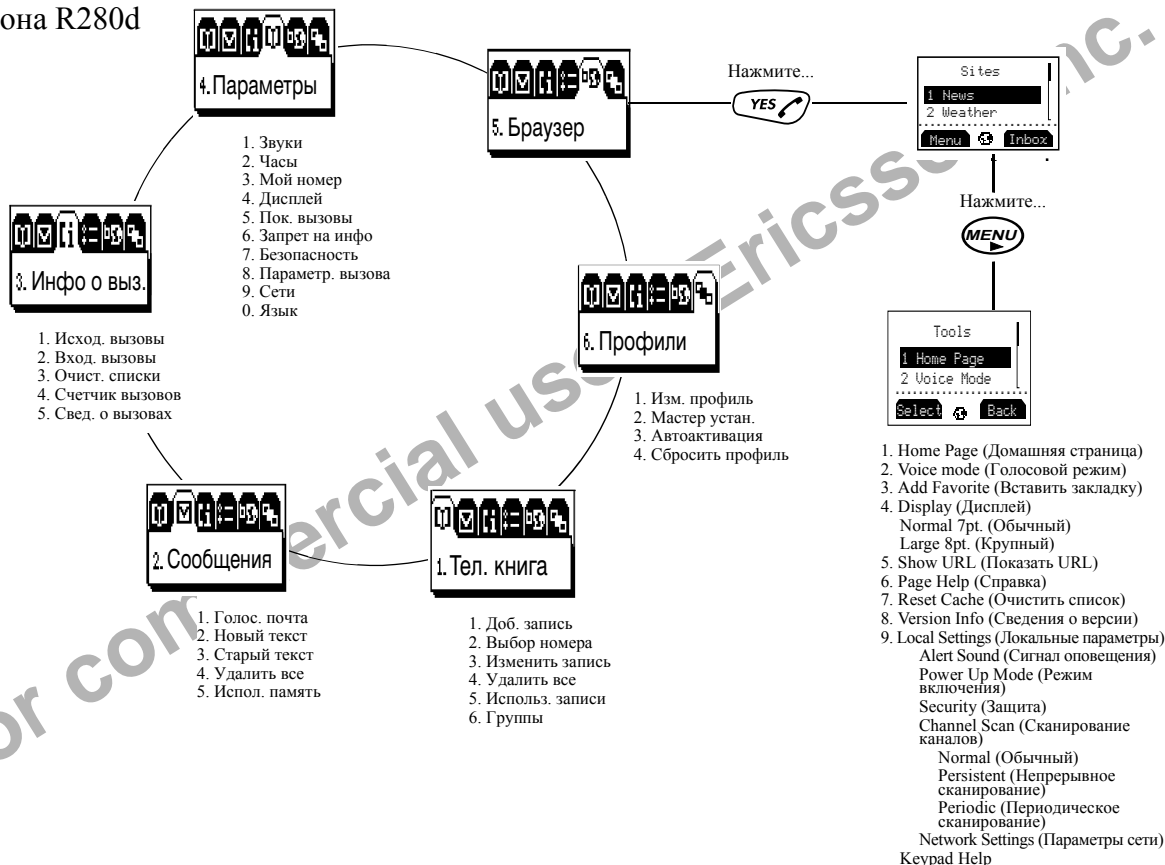 она R280d
4. Параметры
1. Звуки
2. Часы
3. Мой номер
4. Дисплей
5. Пок. вызовы
6. Запрет на инфо
7. Безопасность
8. Параметр. вызова
9. Сети
0. Язык
5. Браузер
Нажмите...
YES
Sites
1 News
2 Weather
Menu
Inbox
Нажмите...
MENU
Tools
1 Home Page
2 Voice Mode
Select
Back
1. Home Page (Домашняя страница)
2. Voice mode (Голосовой режим)
3. Add Favorite (Вставить закладку)
4. Display (Дисплей)
Normal 7pt. (Обычный)
Large 8pt. (Крупный)
5. Show URL (Показать URL)
6. Page Help (Справка)
7. Reset Cache (Очистить список)
8. Version Info (Сведения о версии)
9. Local Settings (Локальные параметры)
Alert Sound (Сигнал оповещения)
Power Up Mode (Режим
включения)
Security (Защита)
Channel Scan (Сканирование
каналов)
Normal (Обычный)
Persistent (Непрерывное
сканирование)
Periodic (Периодическое
сканирование)
Network Settings (Параметры сети)
Keypad Help
3. Инфо о выз.
1. Исход. вызовы
2. Вход. вызовы
3. Очист. списки
4. Счетчик вызовов
5. Свед. о вызовах
6. Профили
1. Изм. профиль
2. Мастер устан.
3. Автоактивация
4. Сбросить профиль
2. Сообщения
1. Голос. почта
2. Новый текст
3. Старый текст
4. Удалить все
5. Испол. память
1. Тел. книга
1. Доб. запись
2. Выбор номера
3. Изменить запись
4. Удалить все
5. Использ. записи
6. Группы